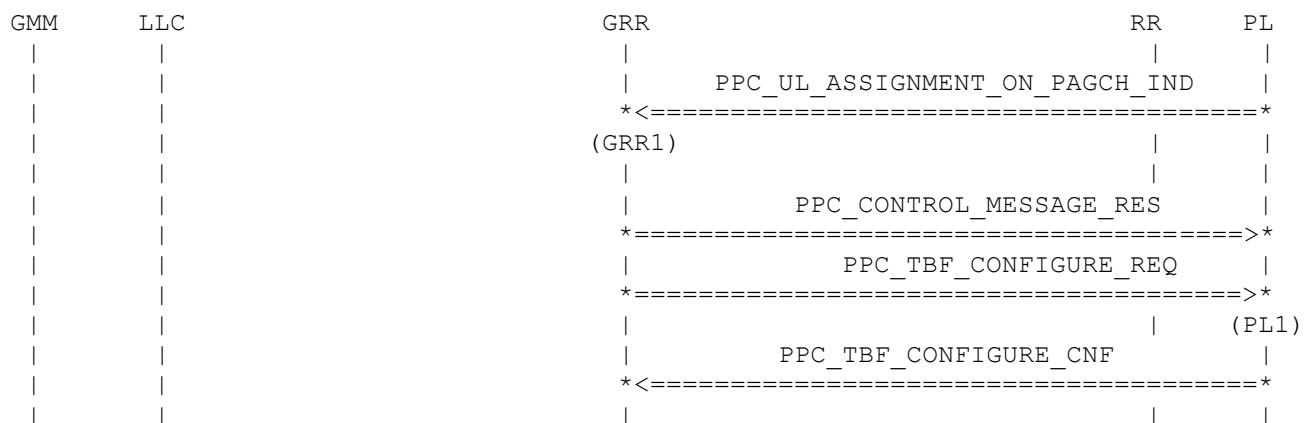 GMM LLC GRR RR PL
PPC_UL_ASSIGNMENT_ON_PAGCH_IND
*<======================================*
(GRR1)
PPC_CONTROL_MESSAGE_RES
*======================================>*
PPC_TBF_CONFIGURE_REQ
*======================================>*
(PL1)
PPC_TBF_CONFIGURE_CNF
*<======================================*